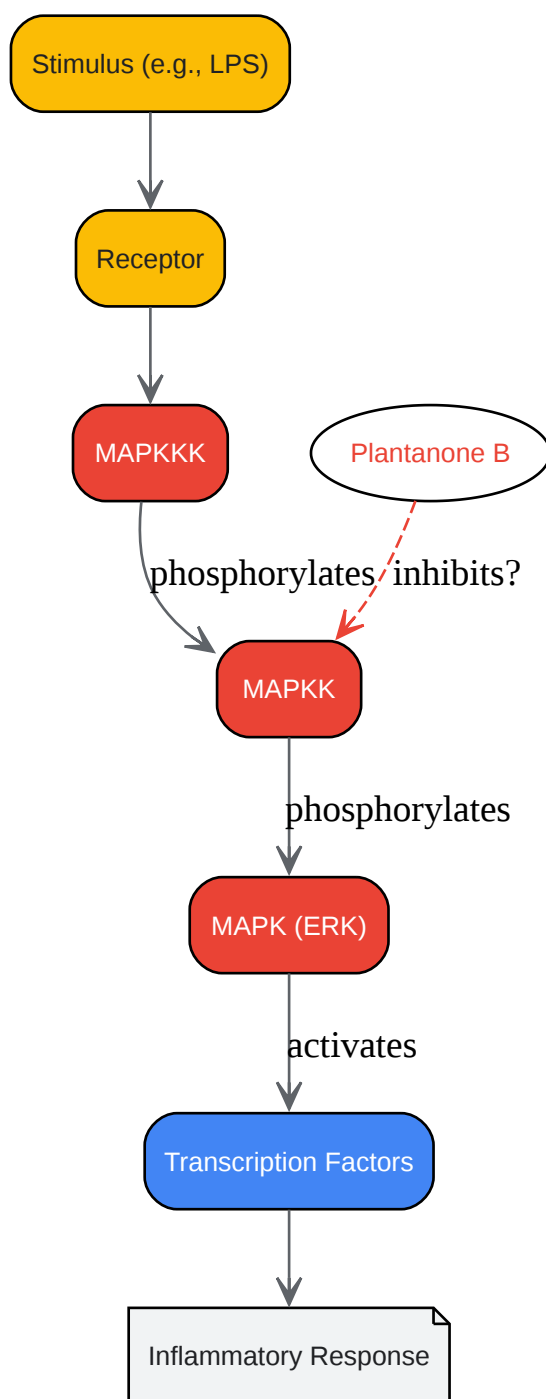 Stimulus (e.g., LPS)
Receptor
MAPKKK
Plantanone B
phosphorylates
inhibits?
MAPKK
phosphorylates
MAPK (ERK)
activates
Transcription Factors
Inflammatory Response